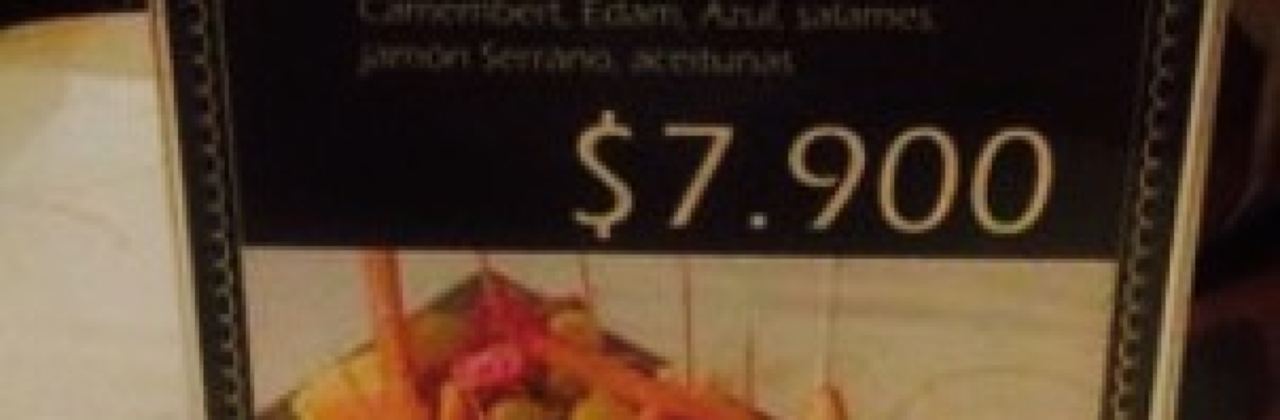 Camembert, Edam, Azul, salames,
jamón Serrano, aceitunas
$7.900